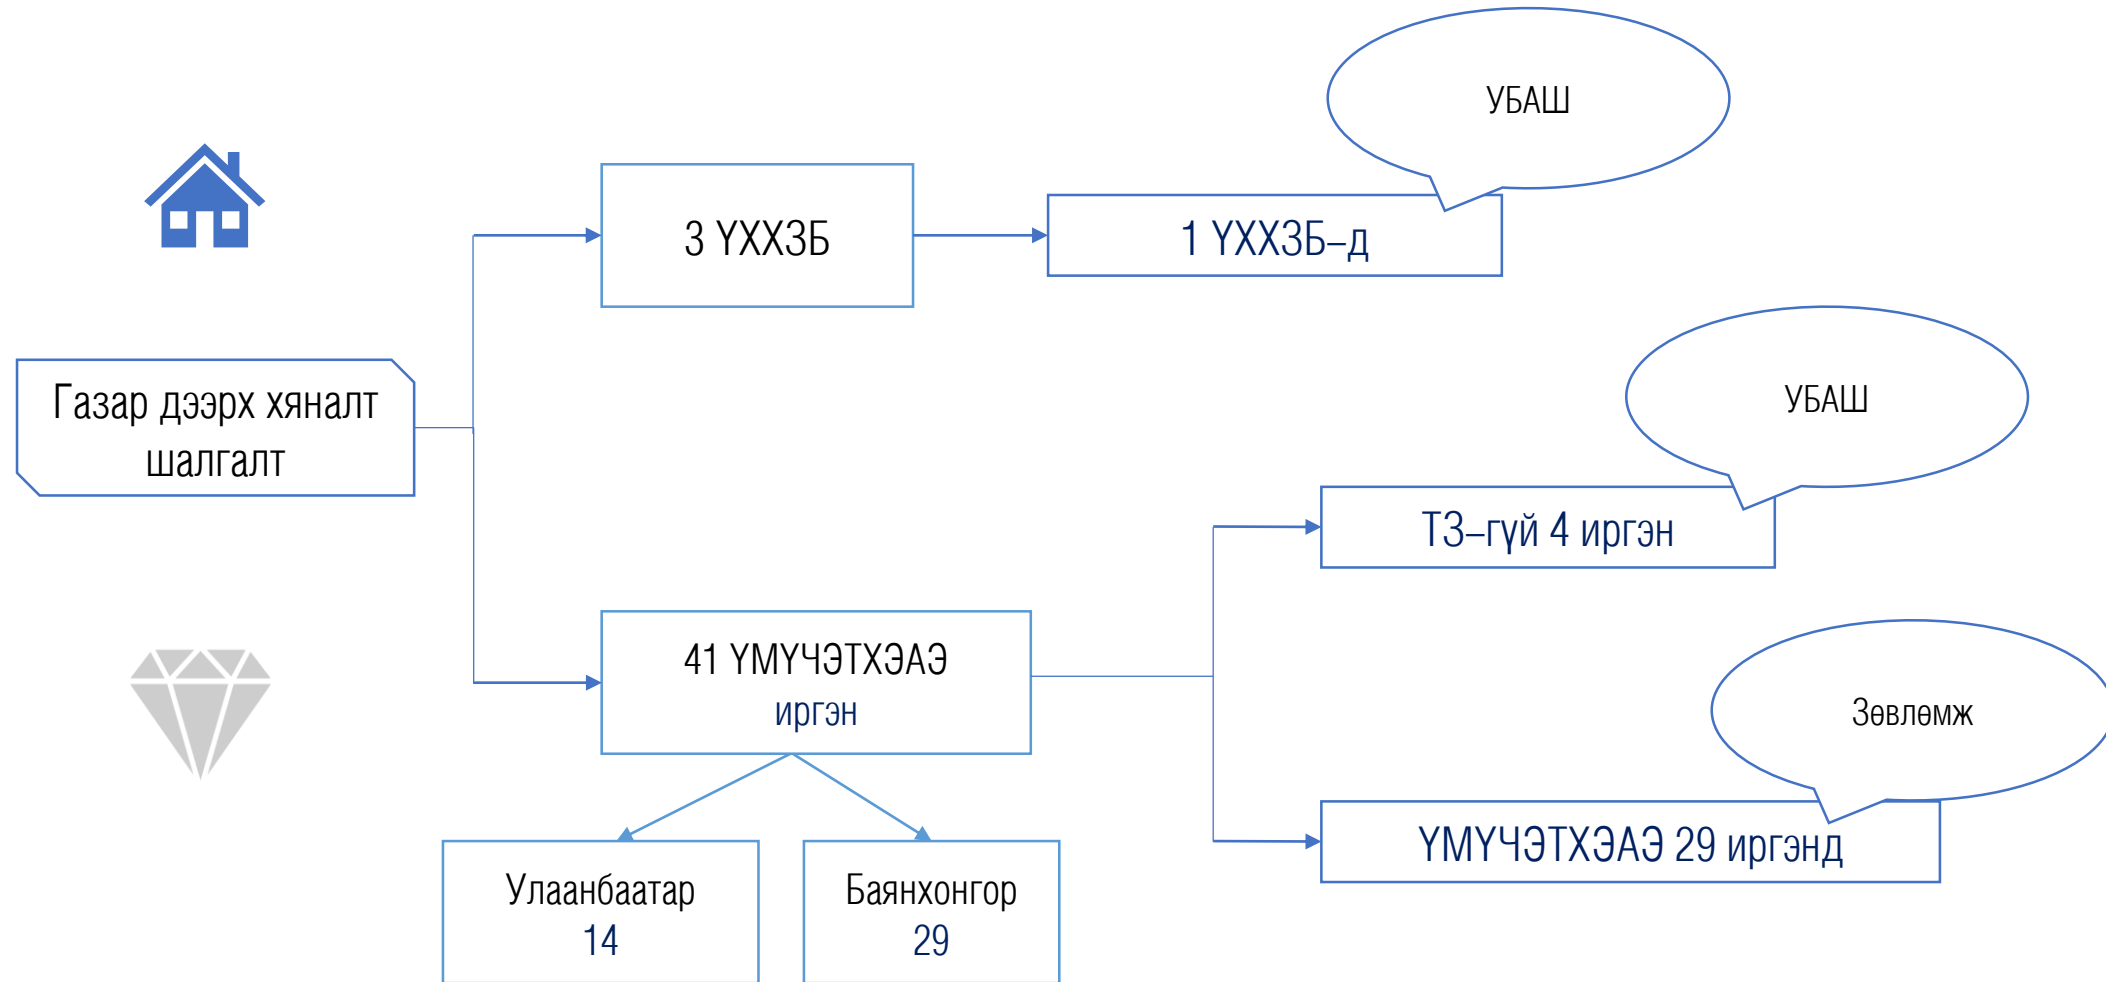 УБАШ
3 ҮХХЗБ
1 ҮХХЗБ–д
Газар дээрх хяналт
шалгалт
УБАШ
ТЗ–гүй 4 иргэн
41 ҮМҮЧЭТХЭАЭ
иргэн
Зөвлөмж
ҮМҮЧЭТХЭАЭ 29 иргэнд
Улаанбаатар
14
Баянхонгор
29